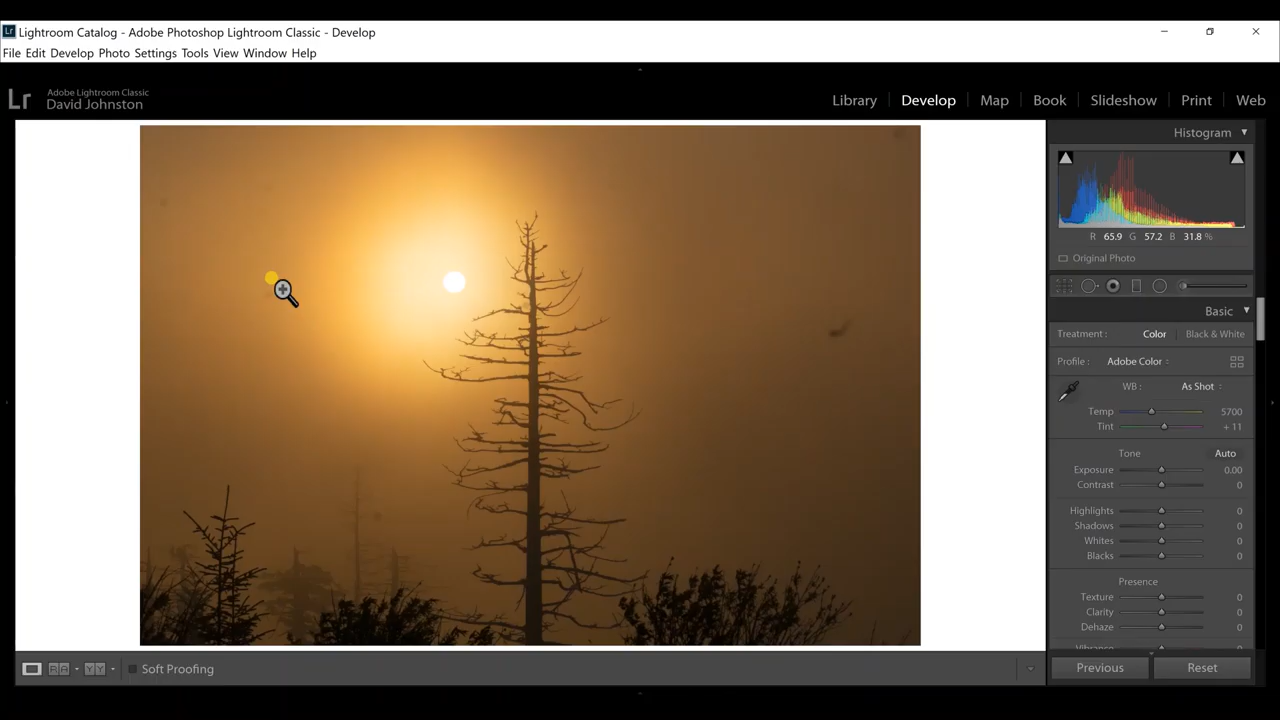 Lr Lightroom Catalog - Adobe Photoshop Lightroom Classic - Develop
File Edit Develop Photo Settings Tools View Window Help
Lr Adobe Lightroom Classic
David Johnston
Library Develop Map Book Slideshow Print Web
Histogram
R 65.9 G 57.2 B 31.8 %
Original Photo
Basic
Treatment : Color Black & White
Profile : Adobe Color
WB : As Shot
Temp 5700
Tint + 11
Tone Auto
Exposure 0.00
Contrast 0
Highlights 0
Shadows 0
Whites 0
Blacks 0
Presence
Texture 0
Clarity 0
Dehaze 0
Vibrance 0
Soft Proofing
Previous Reset